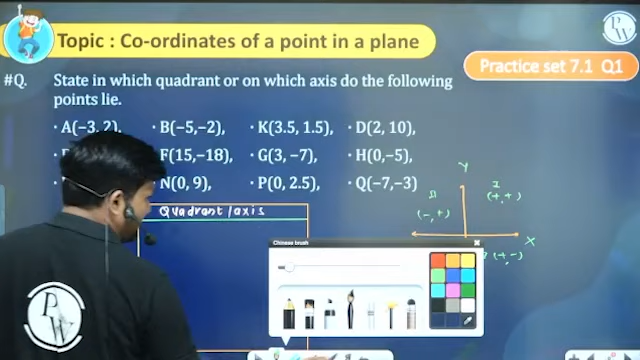 Topic : Co-ordinates of a point in a plane
Practice set 7.1 Q1
#Q. State in which quadrant or on which axis do the following
points lie.
· A(−3, 2), · B(−5,−2), · K(3.5, 1.5), · D(2, 10),
F(15,−18), · G(3, −7), · H(0,−5),
N(0, 9), · P(0, 2.5), · Q(−7,−3)
Quadrant/axis
Y
II
I
(−,+)
(+,+)
X
(+,−)
Chinese brush
PW